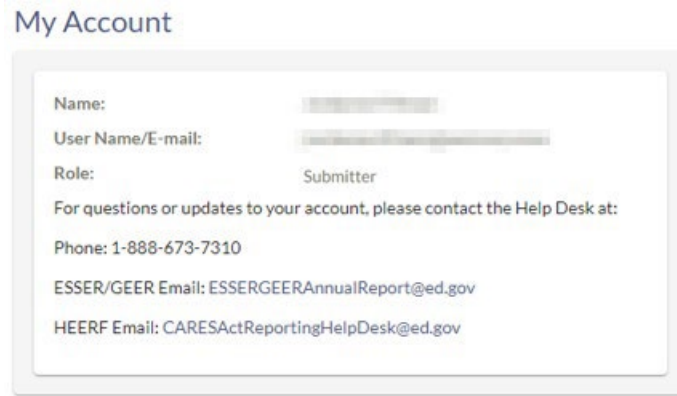 My Account
Name:
User Name/E-mail:
Role: Submitter
For questions or updates to your account, please contact the Help Desk at:
Phone: 1-888-673-7310
ESSER/GEER Email: ESSERGEERAnnualReport@ed.gov
HEERF Email: CARESActReportingHelpDesk@ed.gov